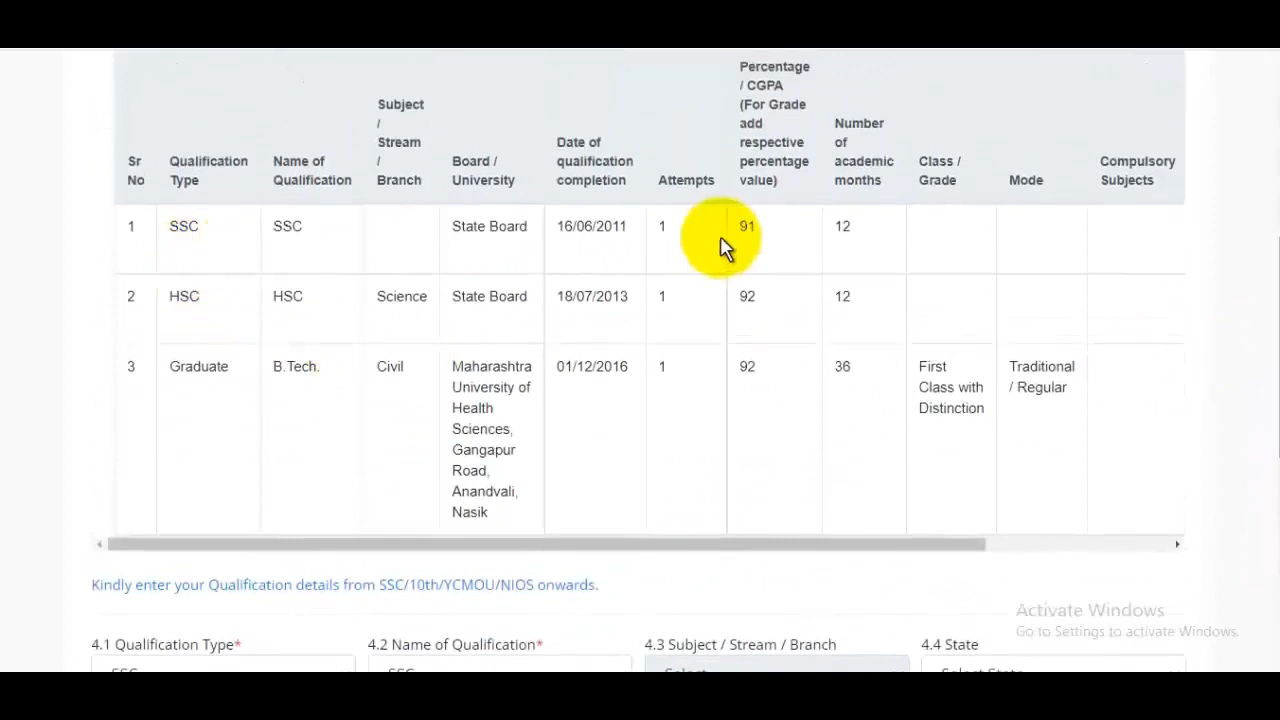 Sr No
Qualification Type
Name of Qualification
Subject / Stream / Branch
Board / University
Date of qualification completion
Attempts
Percentage / CGPA (For Grade add respective percentage value)
Number of academic months
Class / Grade
Mode
Compulsory Subjects
1 SSC SSC State Board 16/06/2011 1 91 12
2 HSC HSC Science State Board 18/07/2013 1 92 12
3 Graduate B.Tech. Civil Maharashtra 01/12/2016 1 92 36 First Traditional
University of Class with / Regular
Health Distinction
Sciences,
Gangapur
Road,
Anandvali,
Nasik
Kindly enter your Qualification details from SSC/10th/YCMOU/NIOS onwards.
Activate Windows
Go to Settings to activate Windows.
4.1 Qualification Type* 4.2 Name of Qualification* 4.3 Subject / Stream / Branch 4.4 State
SSC SSC Select Select State